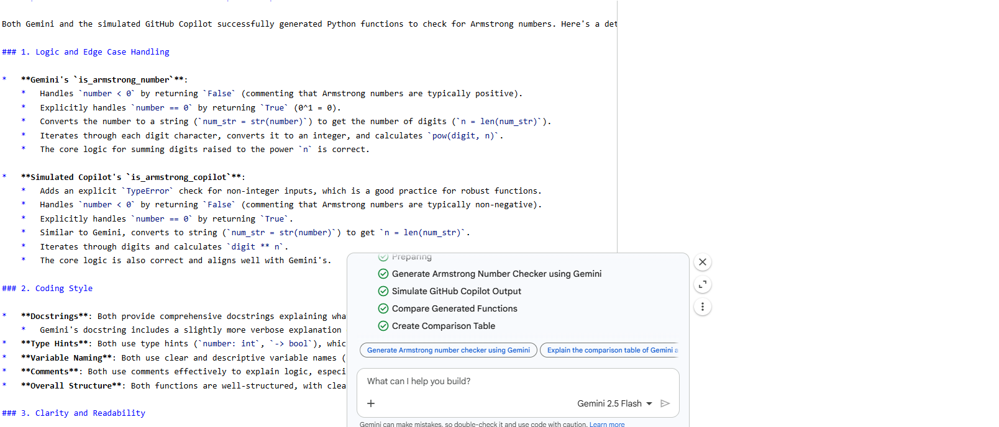 Both Gemini and the simulated GitHub Copilot successfully generated Python functions to check for Armstrong numbers. Here's a det
### 1. Logic and Edge Case Handling
*   **Gemini's `is_armstrong_number`**:
    *   Handles `number < 0` by returning `False` (commenting that Armstrong numbers are typically positive).
    *   Explicitly handles `number == 0` by returning `True` (0^1 = 0).
    *   Converts the number to a string (`num_str = str(number)`) to get the number of digits (`n = len(num_str)`).
    *   Iterates through each digit character, converts it to an integer, and calculates `pow(digit, n)`.
    *   The core logic for summing digits raised to the power `n` is correct.
*   **Simulated Copilot's `is_armstrong_copilot`**:
    *   Adds an explicit `TypeError` check for non-integer inputs, which is a good practice for robust functions.
    *   Handles `number < 0` by returning `False` (commenting that Armstrong numbers are typically non-negative).
    *   Explicitly handles `number == 0` by returning `True`.
    *   Similar to Gemini, converts to string (`num_str = str(number)`) to get `n = len(num_str)`.
    *   Iterates through digits and calculates `digit ** n`.
    *   The core logic is also correct and aligns well with Gemini's.
### 2. Coding Style
*   **Docstrings**: Both provide comprehensive docstrings explaining wha
    *   Gemini's docstring includes a slightly more verbose explanation
*   **Type Hints**: Both use type hints (`number: int`, `-> bool`), whic
*   **Variable Naming**: Both use clear and descriptive variable names (
*   **Comments**: Both use comments effectively to explain logic, especi
*   **Overall Structure**: Both functions are well-structured, with clea
### 3. Clarity and Readability
Preparing
Generate Armstrong Number Checker using Gemini
Simulate GitHub Copilot Output
Compare Generated Functions
Create Comparison Table
Generate Armstrong number checker using Gemini
Explain the comparison table of Gemini a
What can I help you build?
Gemini 2.5 Flash
Gemini can make mistakes, so double-check it and use code with caution. Learn more